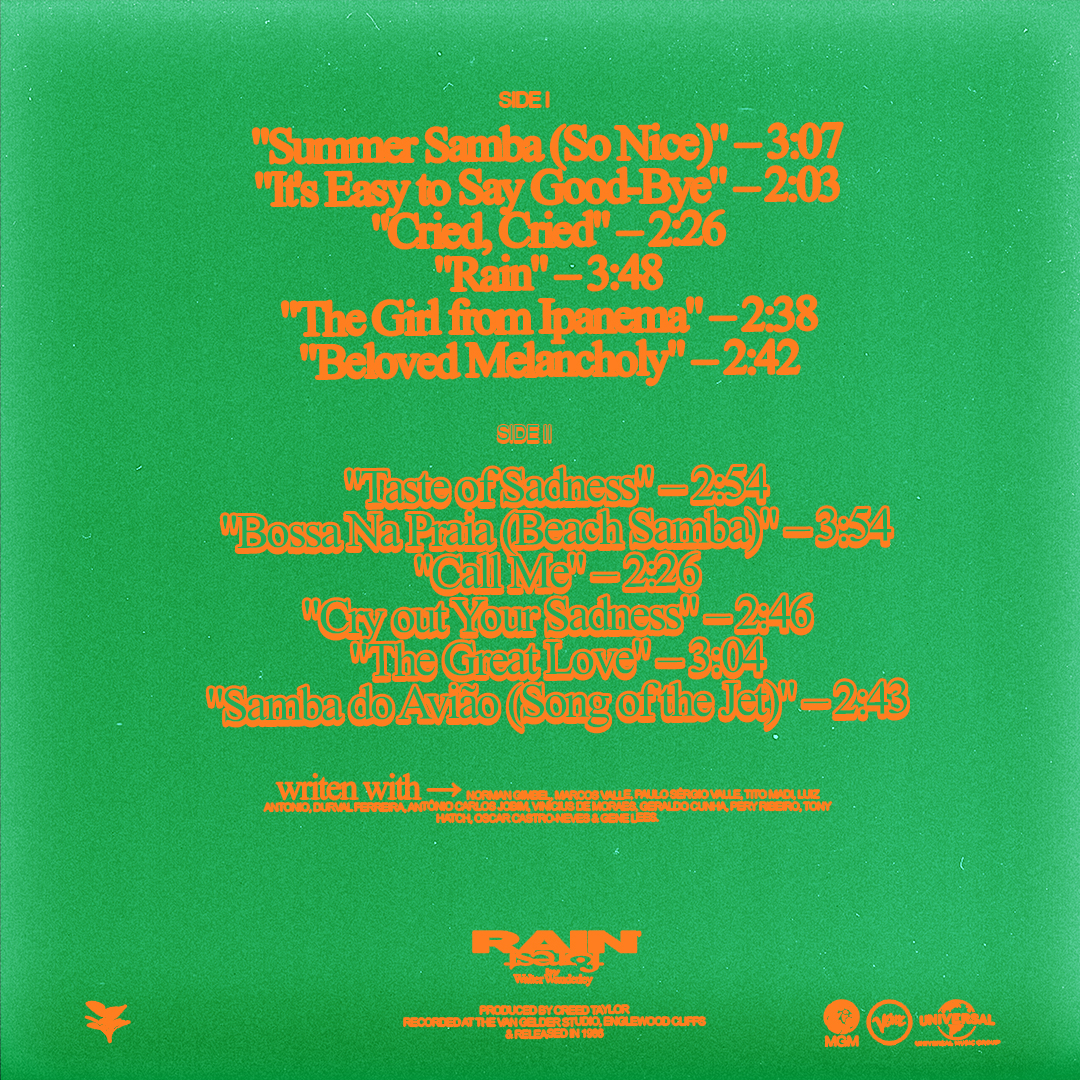 SIDE I
"Summer Samba (So Nice)" – 3:07
"It's Easy to Say Good-Bye" – 2:03
"Cried, Cried" – 2:26
"Rain" – 3:48
"The Girl from Ipanema" – 2:38
"Beloved Melancholy" – 2:42
SIDE II
"Taste of Sadness" – 2:54
"Bossa Na Praia (Beach Samba)" – 3:54
"Call Me" – 2:26
"Cry out Your Sadness" – 2:46
"The Great Love" – 3:04
"Samba do Avião (Song of the Jet)" – 2:43
writen with → NORMAN GIMBEL, MARCOS VALLE, PAULO SÉRGIO VALLE, TITO MADI, LUIZ
ANTONIO, DURVAL FERREIRA, ANTÔNIO CARLOS JOBIM, VINÍCIUS DE MORAES, GERALDO CUNHA, PERY RIBEIRO, TONY
HATCH, OSCAR CASTRO-NEVES & GENE LEES.
RAIN
by
Walter Wanderley
PRODUCED BY CREED TAYLOR
RECORDED AT THE VAN GELDER STUDIO, ENGLEWOOD CLIFFS
& RELEASED IN 1966
MGM
Verve
UNIVERSAL
UNIVERSAL MUSIC GROUP